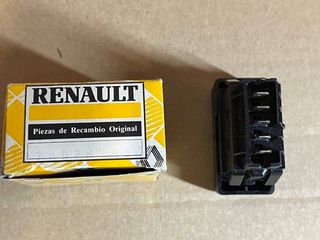 RENAULT
Piezas de Recambio Original